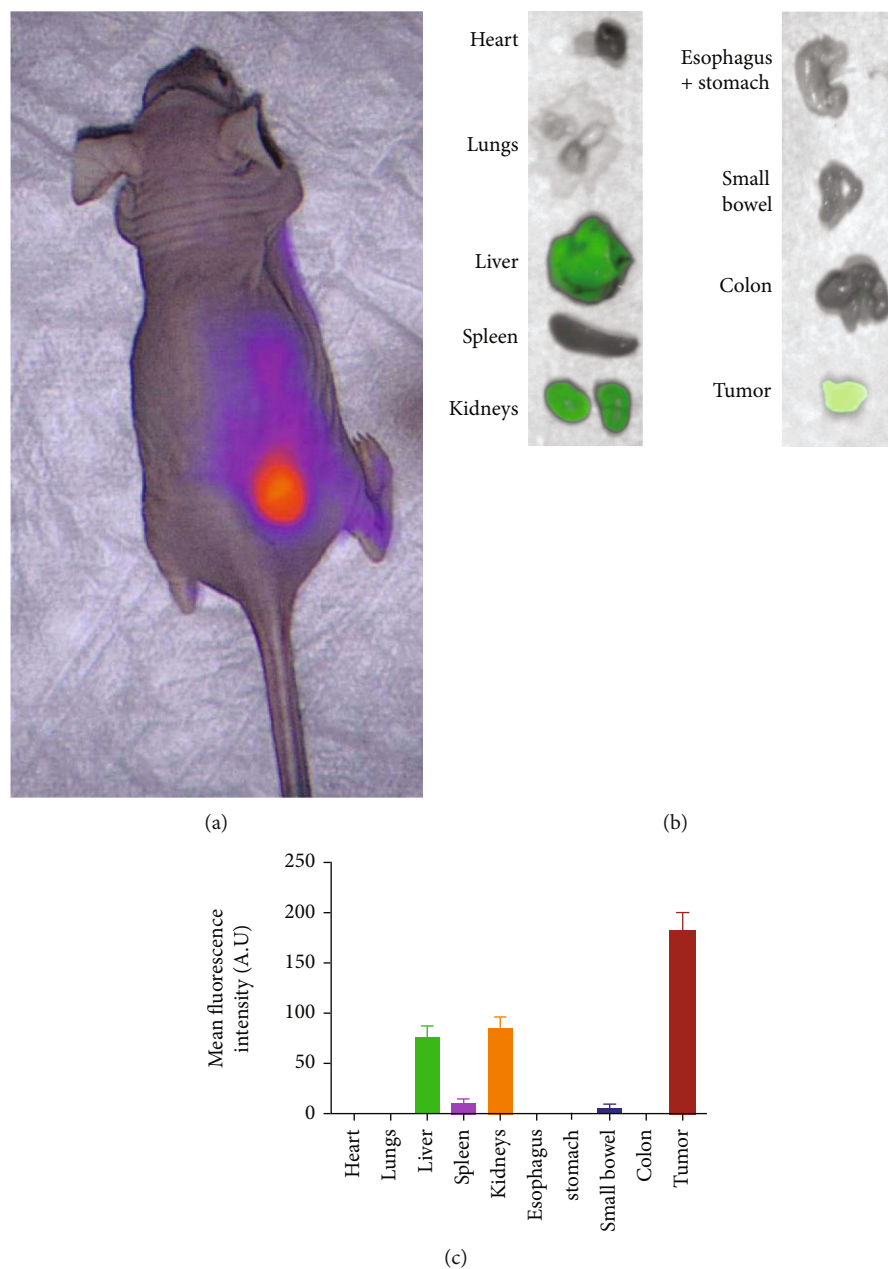 Heart
Lungs
Liver
Spleen
Kidneys
Esophagus
+ stomach
Small
bowel
Colon
Tumor
(a)
(b)
250
200
150
100
50
0
Mean fluorescence
intensity (A.U)
Heart
Lungs
Liver
Spleen
Kidneys
Esophagus
stomach
Small bowel
Colon
Tumor
(c)